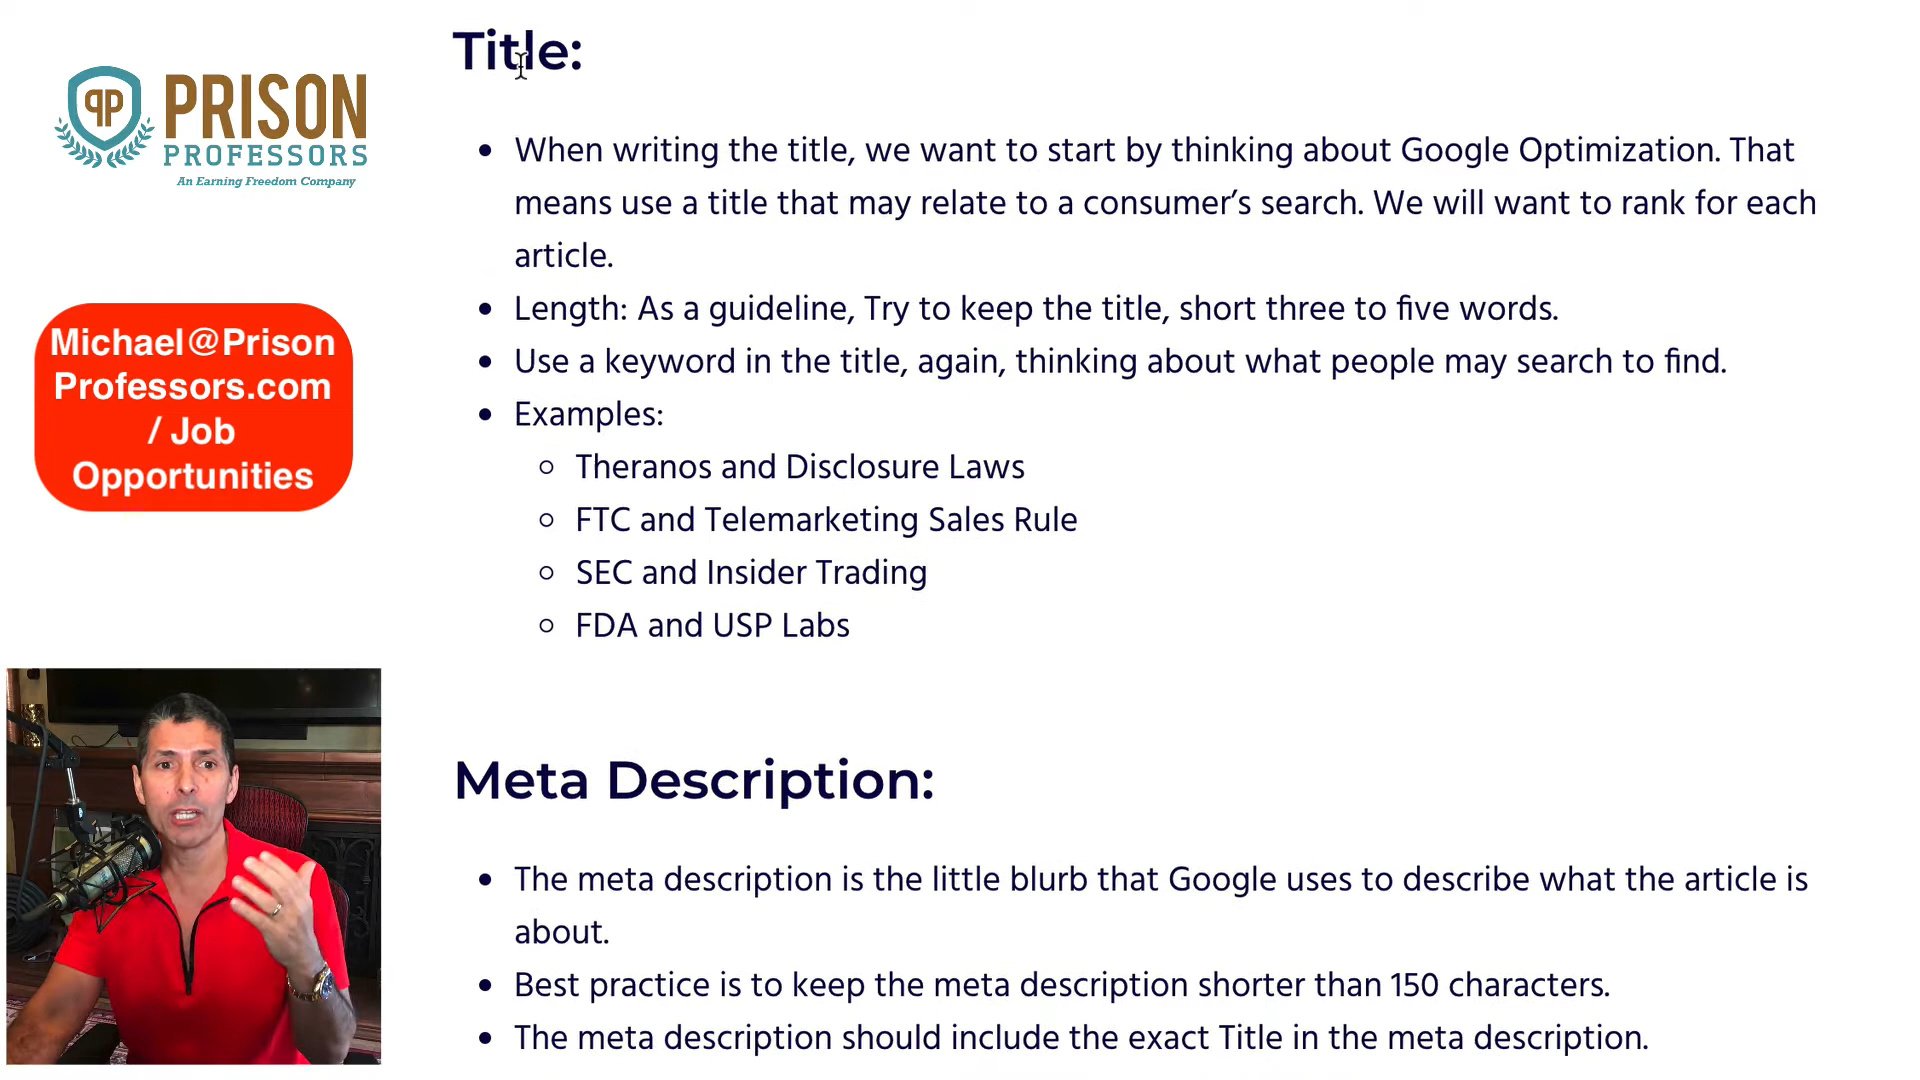 PRISON
PROFESSORS
An Earning Freedom Company
Michael@Prison
Professors.com
/ Job
Opportunities
Title:
When writing the title, we want to start by thinking about Google Optimization. That
means use a title that may relate to a consumer’s search. We will want to rank for each
article.
Length: As a guideline, Try to keep the title, short three to five words.
Use a keyword in the title, again, thinking about what people may search to find.
Examples:
Theranos and Disclosure Laws
FTC and Telemarketing Sales Rule
SEC and Insider Trading
FDA and USP Labs
Meta Description:
The meta description is the little blurb that Google uses to describe what the article is
about.
Best practice is to keep the meta description shorter than 150 characters.
The meta description should include the exact Title in the meta description.